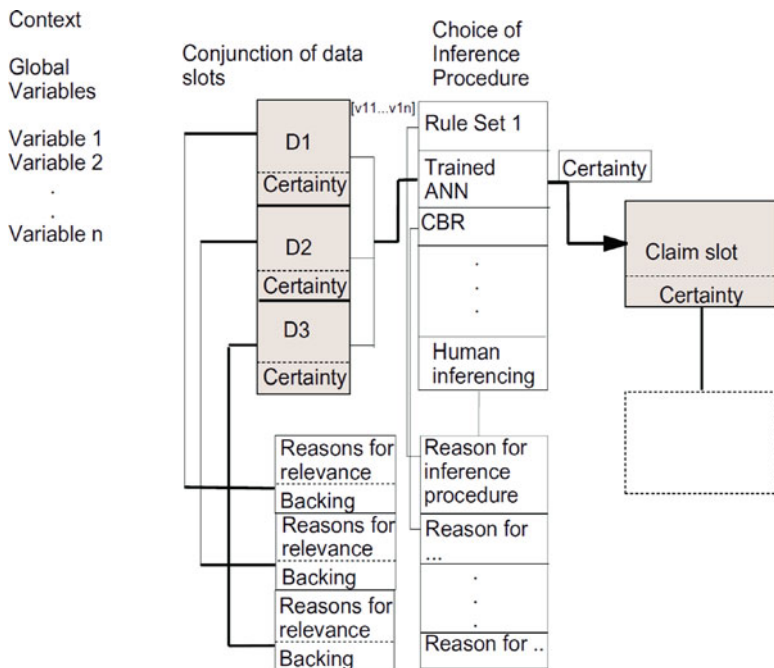 Context
Global
Variables
Variable 1
Variable 2
.
.
Variable n
Conjunction of data
slots
D1
Certainty
D2
Certainty
D3
Certainty
Reasons for
relevance
Backing
Reasons for
relevance
Backing
Reasons for
relevance
Backing
[v11...v1n]
Choice of
Inference
Procedure
Rule Set 1
Trained
ANN
CBR
.
.
.
Human
inferencing
Reason for
inference
procedure
Reason for
...
.
.
Reason for ..
Certainty
Claim slot
Certainty